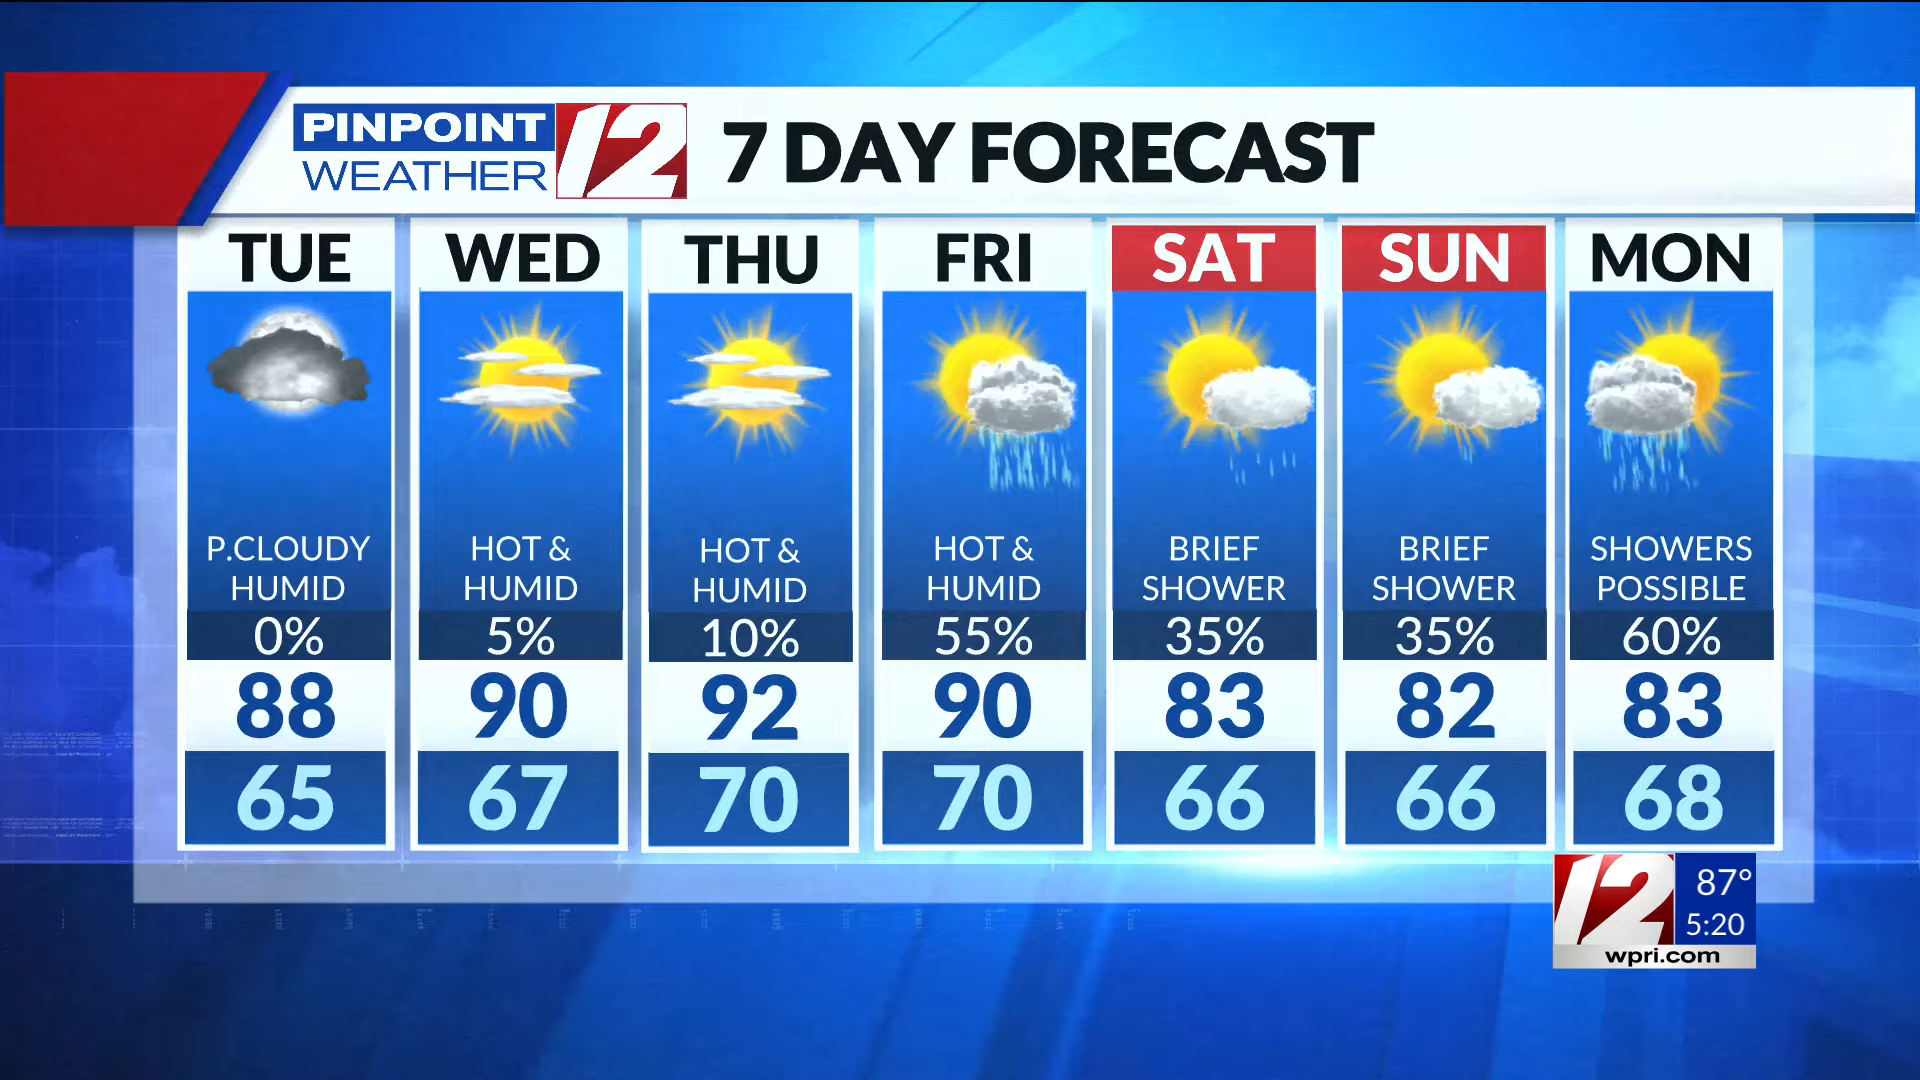 PINPOINT
WEATHER 12
7 DAY FORECAST
TUE
P.CLOUDY
HUMID
0%
88
65
WED
HOT &
HUMID
5%
90
67
THU
HOT &
HUMID
10%
92
70
FRI
HOT &
HUMID
55%
90
70
SAT
BRIEF
SHOWER
35%
83
66
SUN
BRIEF
SHOWER
35%
82
66
MON
SHOWERS
POSSIBLE
60%
83
68
12
87°
5:20
wpri.com